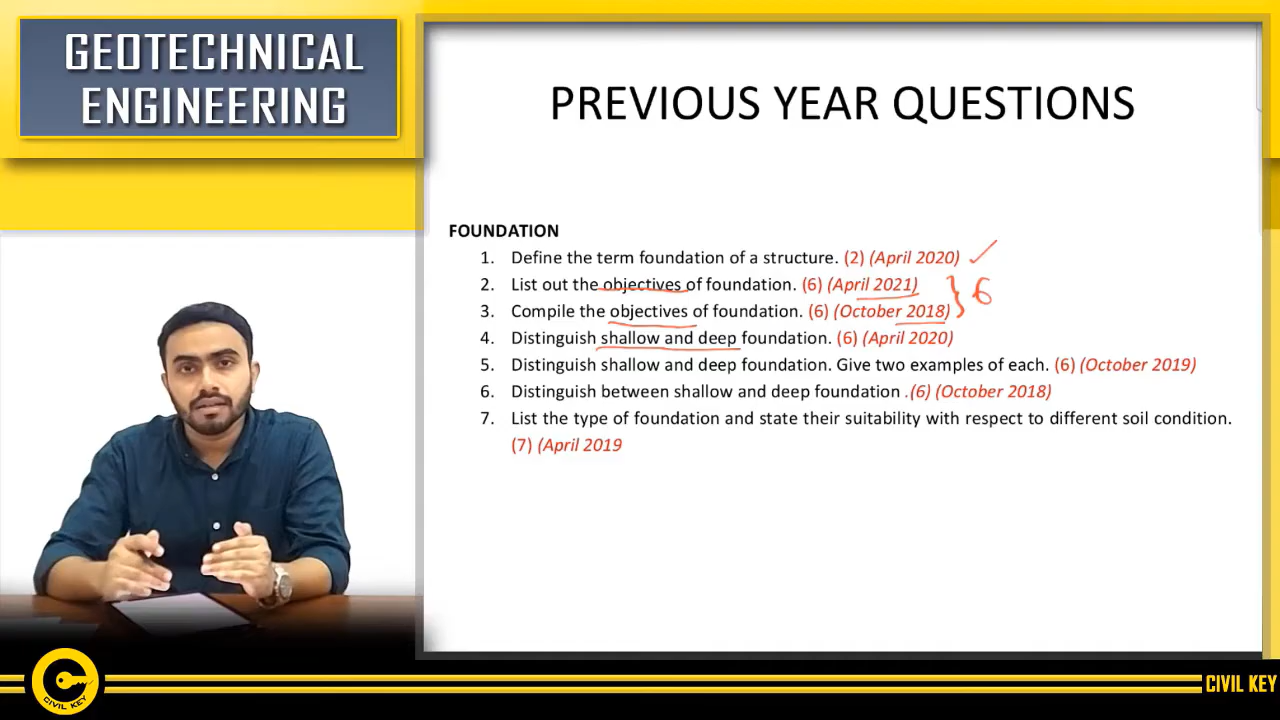 GEOTECHNICAL
ENGINEERING
PREVIOUS YEAR QUESTIONS
FOUNDATION
1. Define the term foundation of a structure. (2) (April 2020)
2. List out the objectives of foundation. (6) (April 2021)
6
3. Compile the objectives of foundation. (6) (October 2018)
4. Distinguish shallow and deep foundation. (6) (April 2020)
5. Distinguish shallow and deep foundation. Give two examples of each. (6) (October 2019)
6. Distinguish between shallow and deep foundation .(6) (October 2018)
7. List the type of foundation and state their suitability with respect to different soil condition.
(7) (April 2019
CIVIL KEY
CIVIL KEY